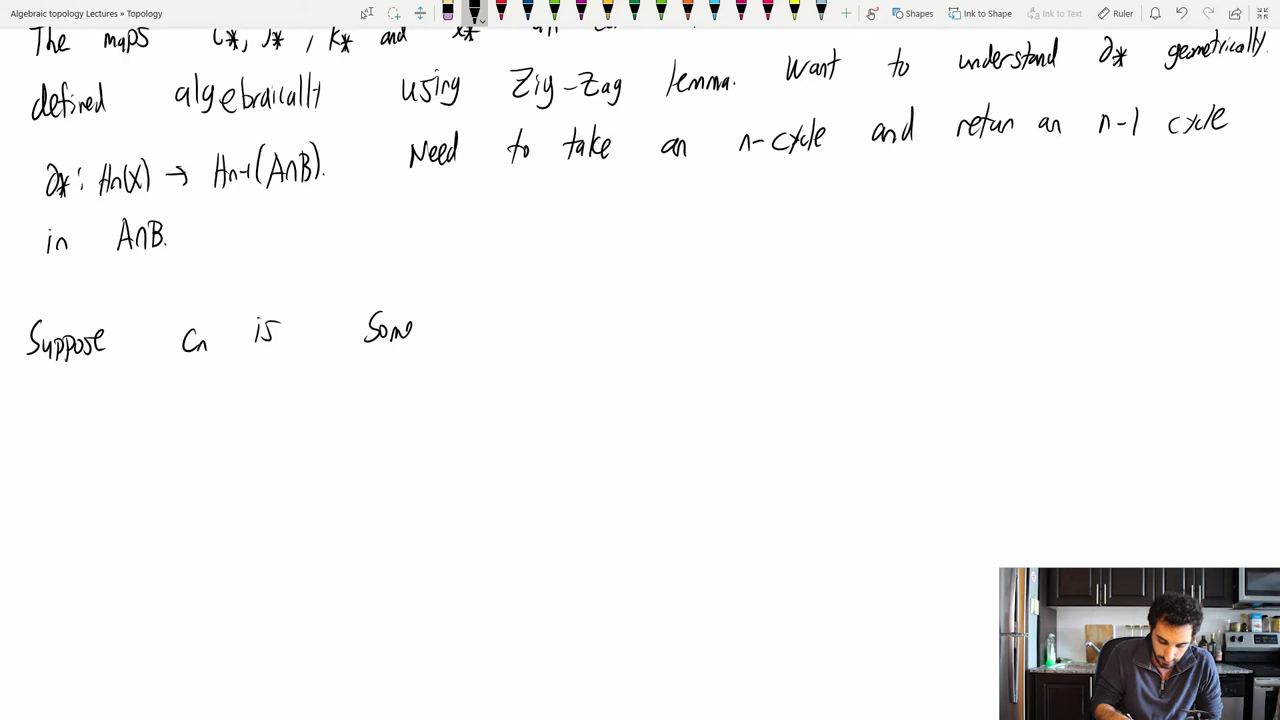 Algebraic topology Lectures » Topology
Ink to Text Shapes Ink to Shape Ruler
The maps i*, j*, k* and
defined algebraically using Zig-Zag lemma. Want to understand ∂* geometrically.
∂*: Hn(X) → Hn-1(A∩B). Need to take an n-cycle and return an n-1 cycle
in A∩B.
Suppose Cn is Some